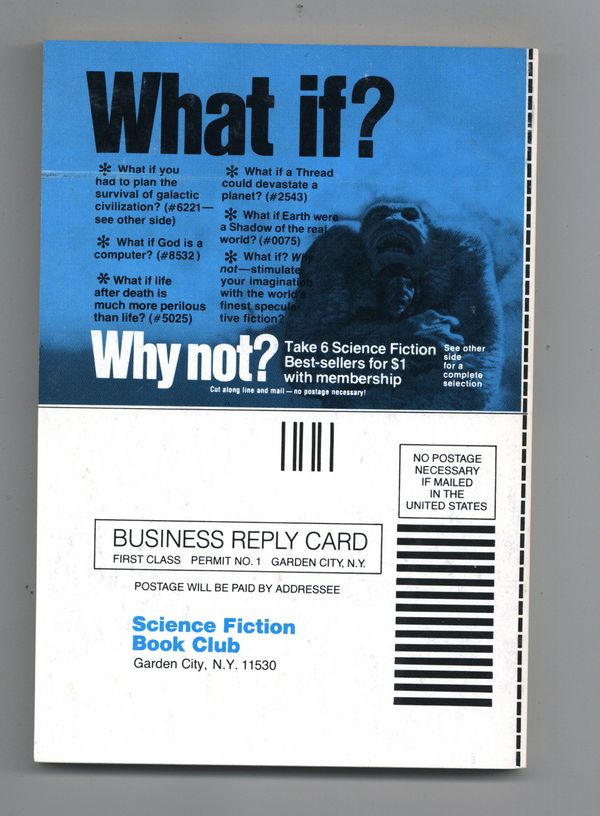 What if?
* What if you
had to plan the
survival of galactic
civilization? (#6221—
see other side)
* What if God is a
computer? (#8532)
* What if life
after death is
much more perilous
than life? (#5025)
* What if a Thread
could devastate a
planet? (#2543)
* What if Earth were
a Shadow of the real
world? (#0075)
* What if? Why
not—stimulate
your imagination
with the world's
finest specula-
tive fiction?
Why not?
Take 6 Science Fiction
Best-sellers for $1
with membership
See other
side
for a
complete
selection
Cut along line and mail — no postage necessary!
NO POSTAGE
NECESSARY
IF MAILED
IN THE
UNITED STATES
BUSINESS REPLY CARD
FIRST CLASS PERMIT NO. 1 GARDEN CITY, N.Y.
POSTAGE WILL BE PAID BY ADDRESSEE
Science Fiction
Book Club
Garden City, N.Y. 11530